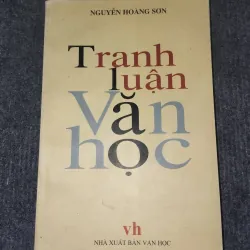 NGUYỄN HOÀNG SƠN
Tranh
luận
Văn
học
vh
NHÀ XUẤT BẢN VĂN HỌC